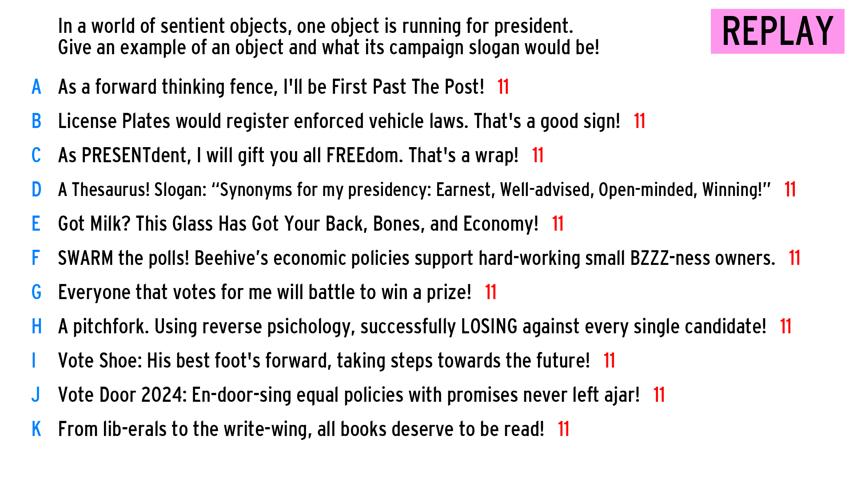 In a world of sentient objects, one object is running for president.
Give an example of an object and what its campaign slogan would be!
REPLAY
A As a forward thinking fence, I'll be First Past The Post! 11
B License Plates would register enforced vehicle laws. That's a good sign! 11
C As PRESENTdent, I will gift you all FREEdom. That's a wrap! 11
D A Thesaurus! Slogan: “Synonyms for my presidency: Earnest, Well-advised, Open-minded, Winning!” 11
E Got Milk? This Glass Has Got Your Back, Bones, and Economy! 11
F SWARM the polls! Beehive's economic policies support hard-working small BZZZ-ness owners. 11
G Everyone that votes for me will battle to win a prize! 11
H A pitchfork. Using reverse psichology, successfully LOSING against every single candidate! 11
I Vote Shoe: His best foot's forward, taking steps towards the future! 11
J Vote Door 2024: En-door-sing equal policies with promises never left ajar! 11
K From lib-erals to the write-wing, all books deserve to be read! 11